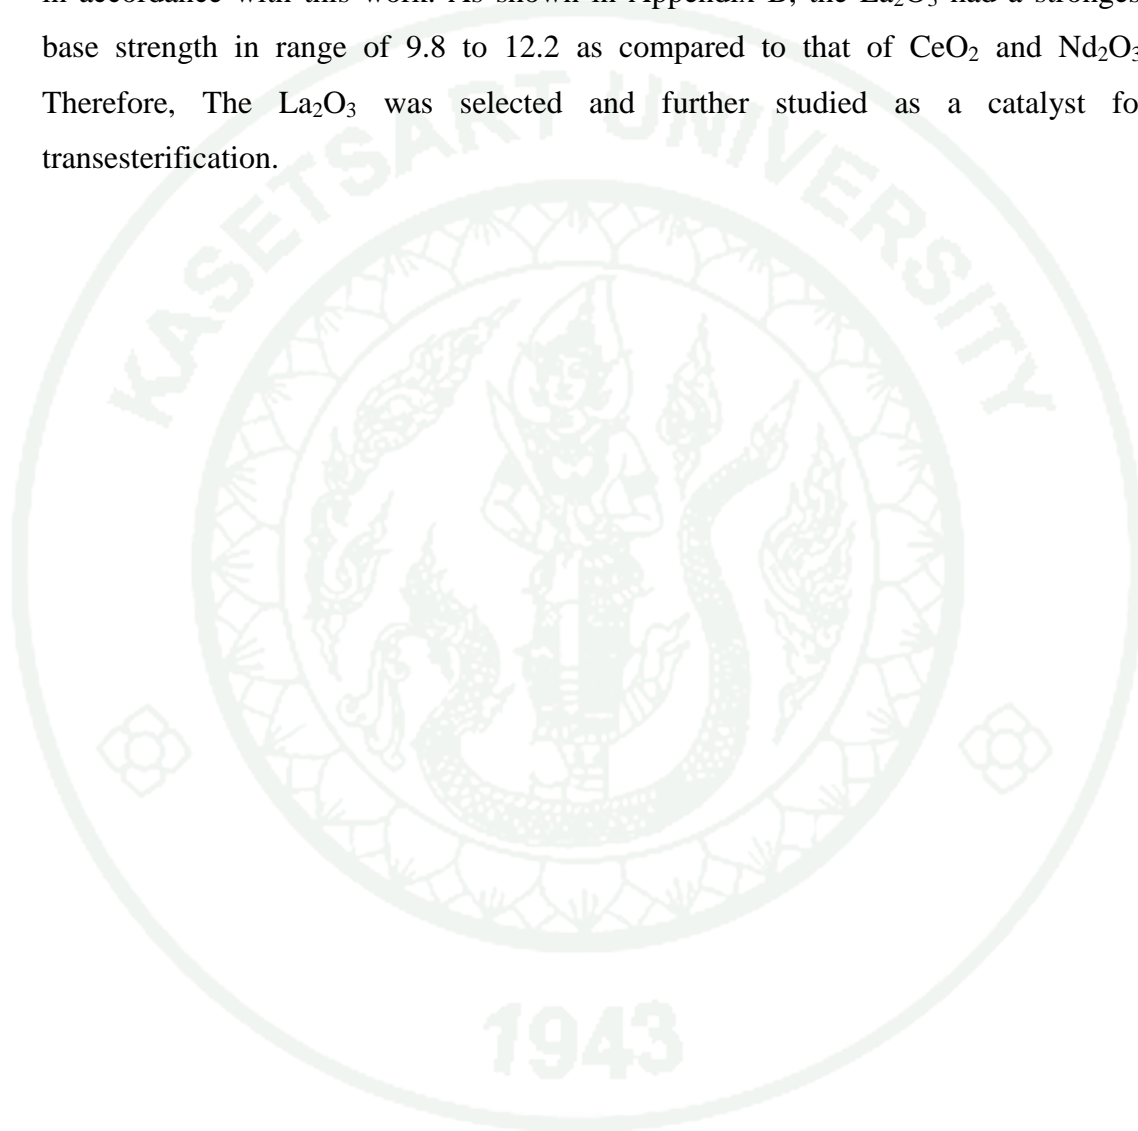 in accordance with this work. As shown in Appendix B, the La₂O₃ had a stronges
base strength in range of 9.8 to 12.2 as compared to that of CeO₂ and Nd₂O₃
Therefore, The La₂O₃ was selected and further studied as a catalyst fo
transesterification.
KASETSART UNIVERSITY
1943